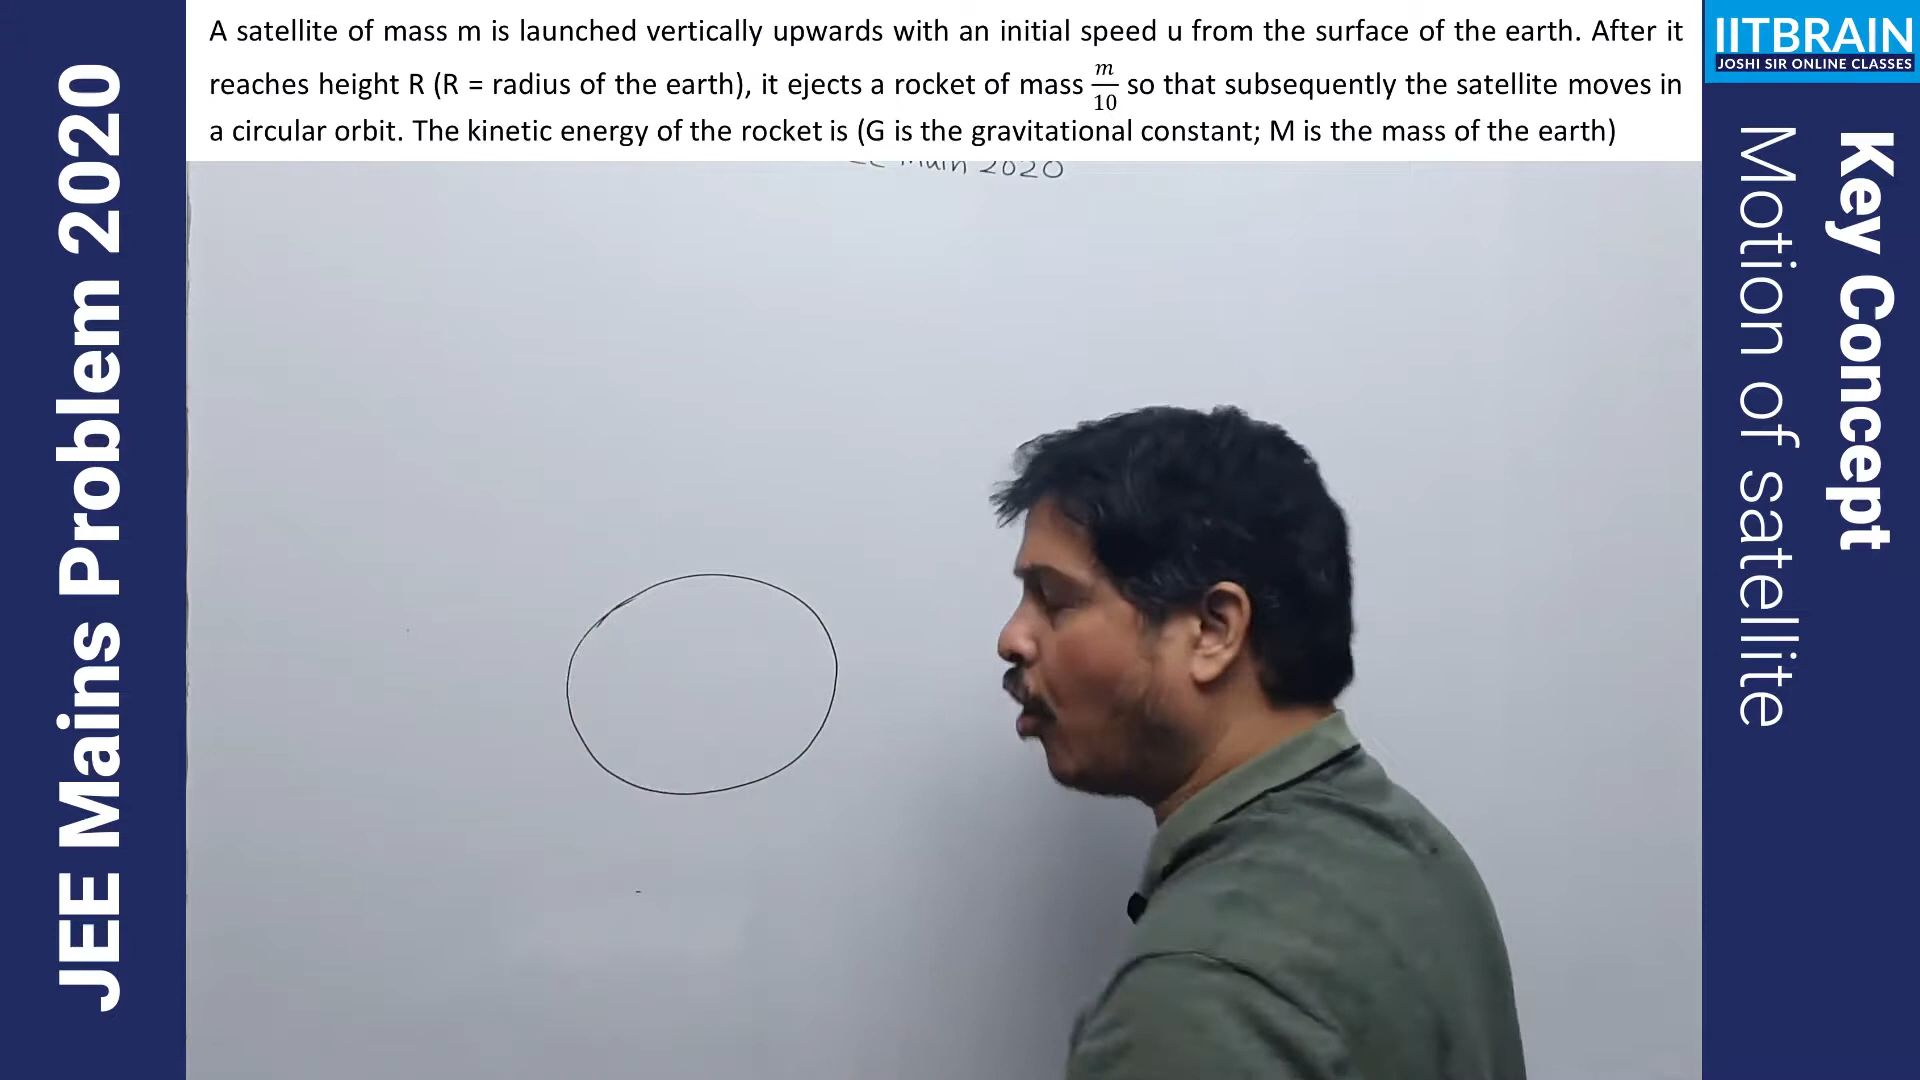 A satellite of mass m is launched vertically upwards with an initial speed u from the surface of the earth. After it
reaches height R (R = radius of the earth), it ejects a rocket of mass m/10 so that subsequently the satellite moves in
a circular orbit. The kinetic energy of the rocket is (G is the gravitational constant; M is the mass of the earth)
2020
IITBRAIN
JOSHI SIR ONLINE CLASSES
JEE Mains Problem 2020
Key Concept
Motion of satellite